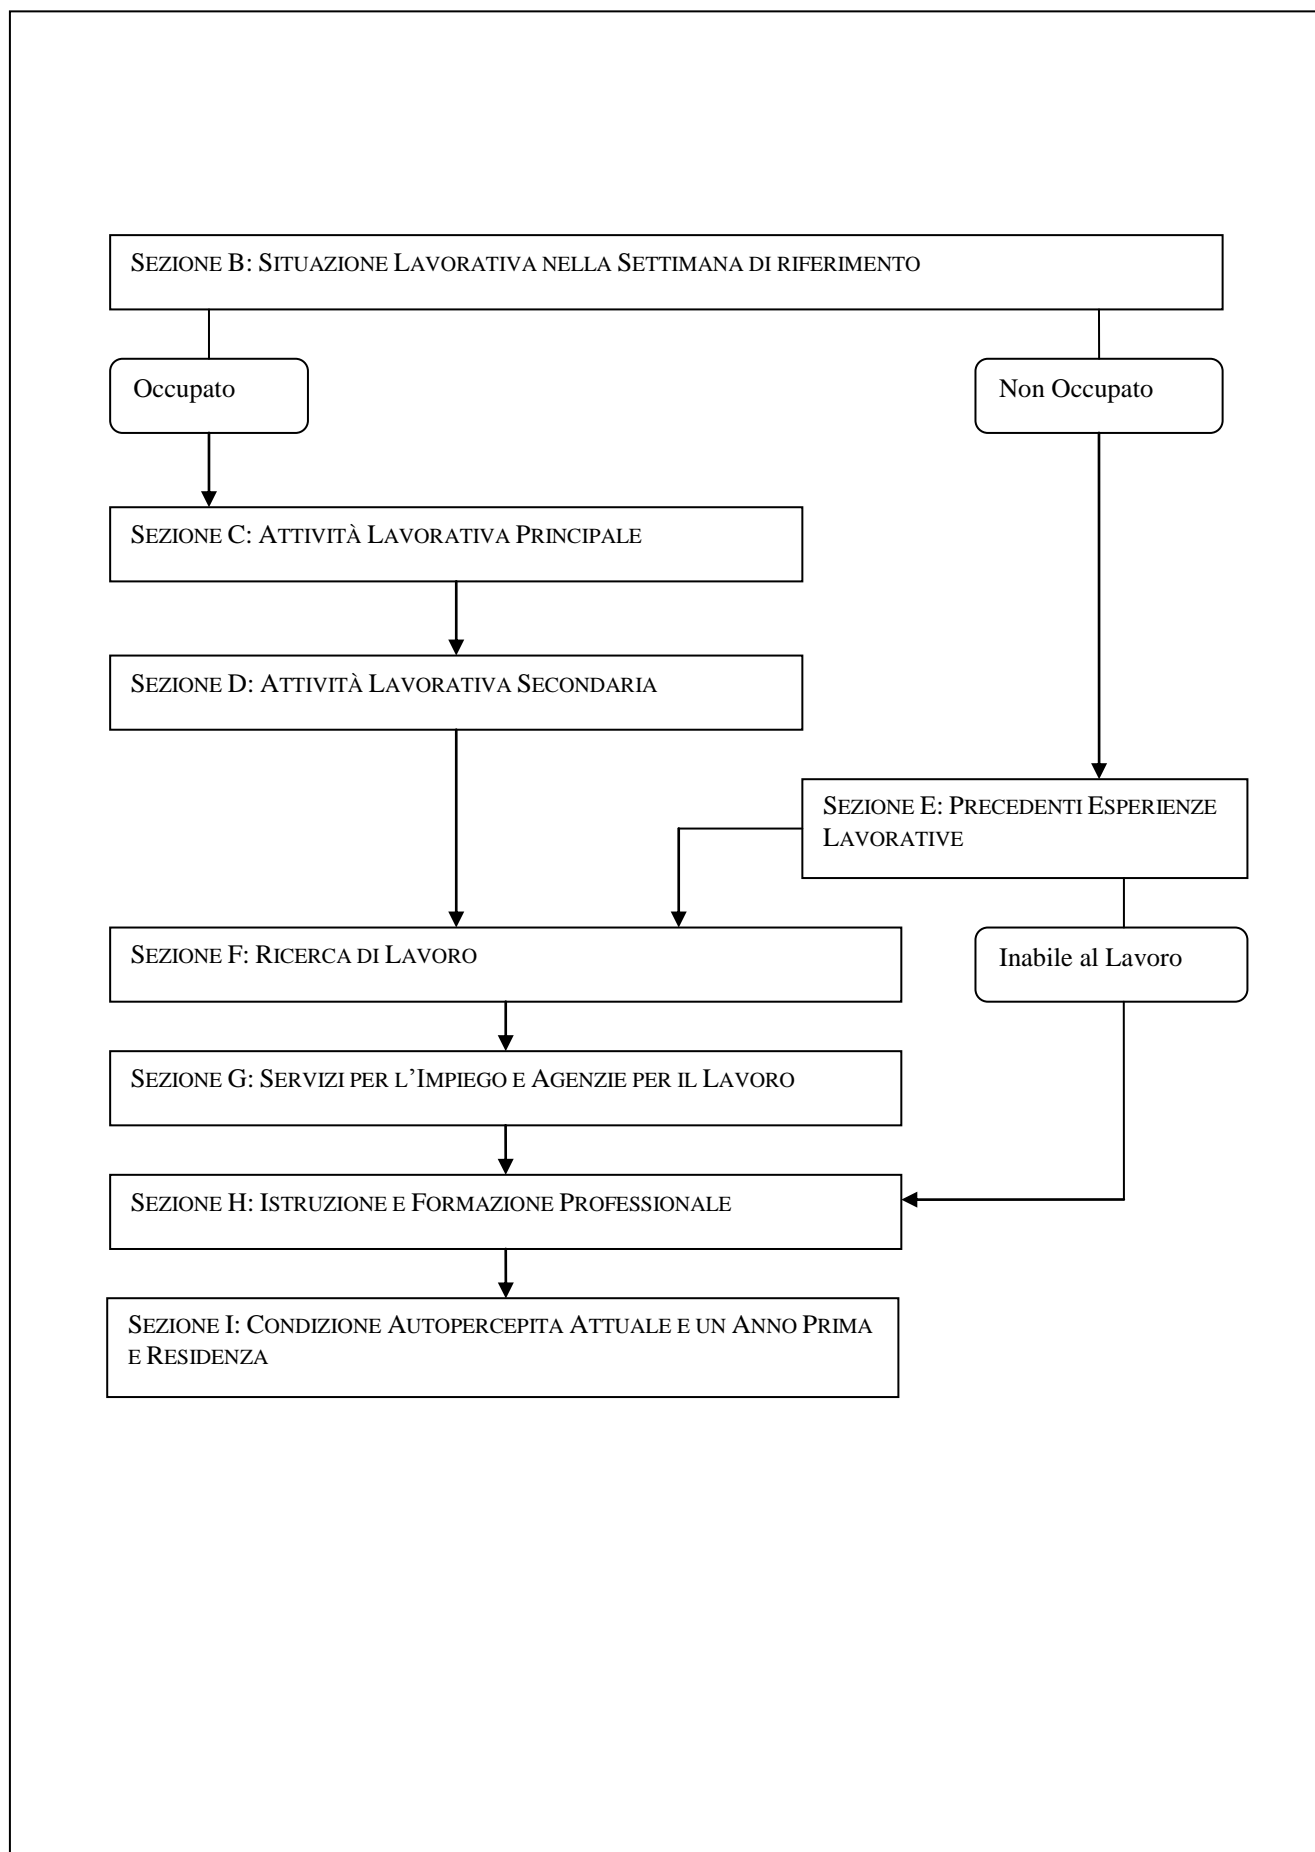 SEZIONE B: SITUAZIONE LAVORATIVA NELLA SETTIMANA DI RIFERIMENTO
Occupato
Non Occupato
SEZIONE C: ATTIVITÀ LAVORATIVA PRINCIPALE
SEZIONE D: ATTIVITÀ LAVORATIVA SECONDARIA
SEZIONE E: PRECEDENTI ESPERIENZE
LAVORATIVE
SEZIONE F: RICERCA DI LAVORO
Inabile al Lavoro
SEZIONE G: SERVIZI PER L'IMPIEGO E AGENZIE PER IL LAVORO
SEZIONE H: ISTRUZIONE E FORMAZIONE PROFESSIONALE
SEZIONE I: CONDIZIONE AUTOPERCEPITA ATTUALE E UN ANNO PRIMA
E RESIDENZA